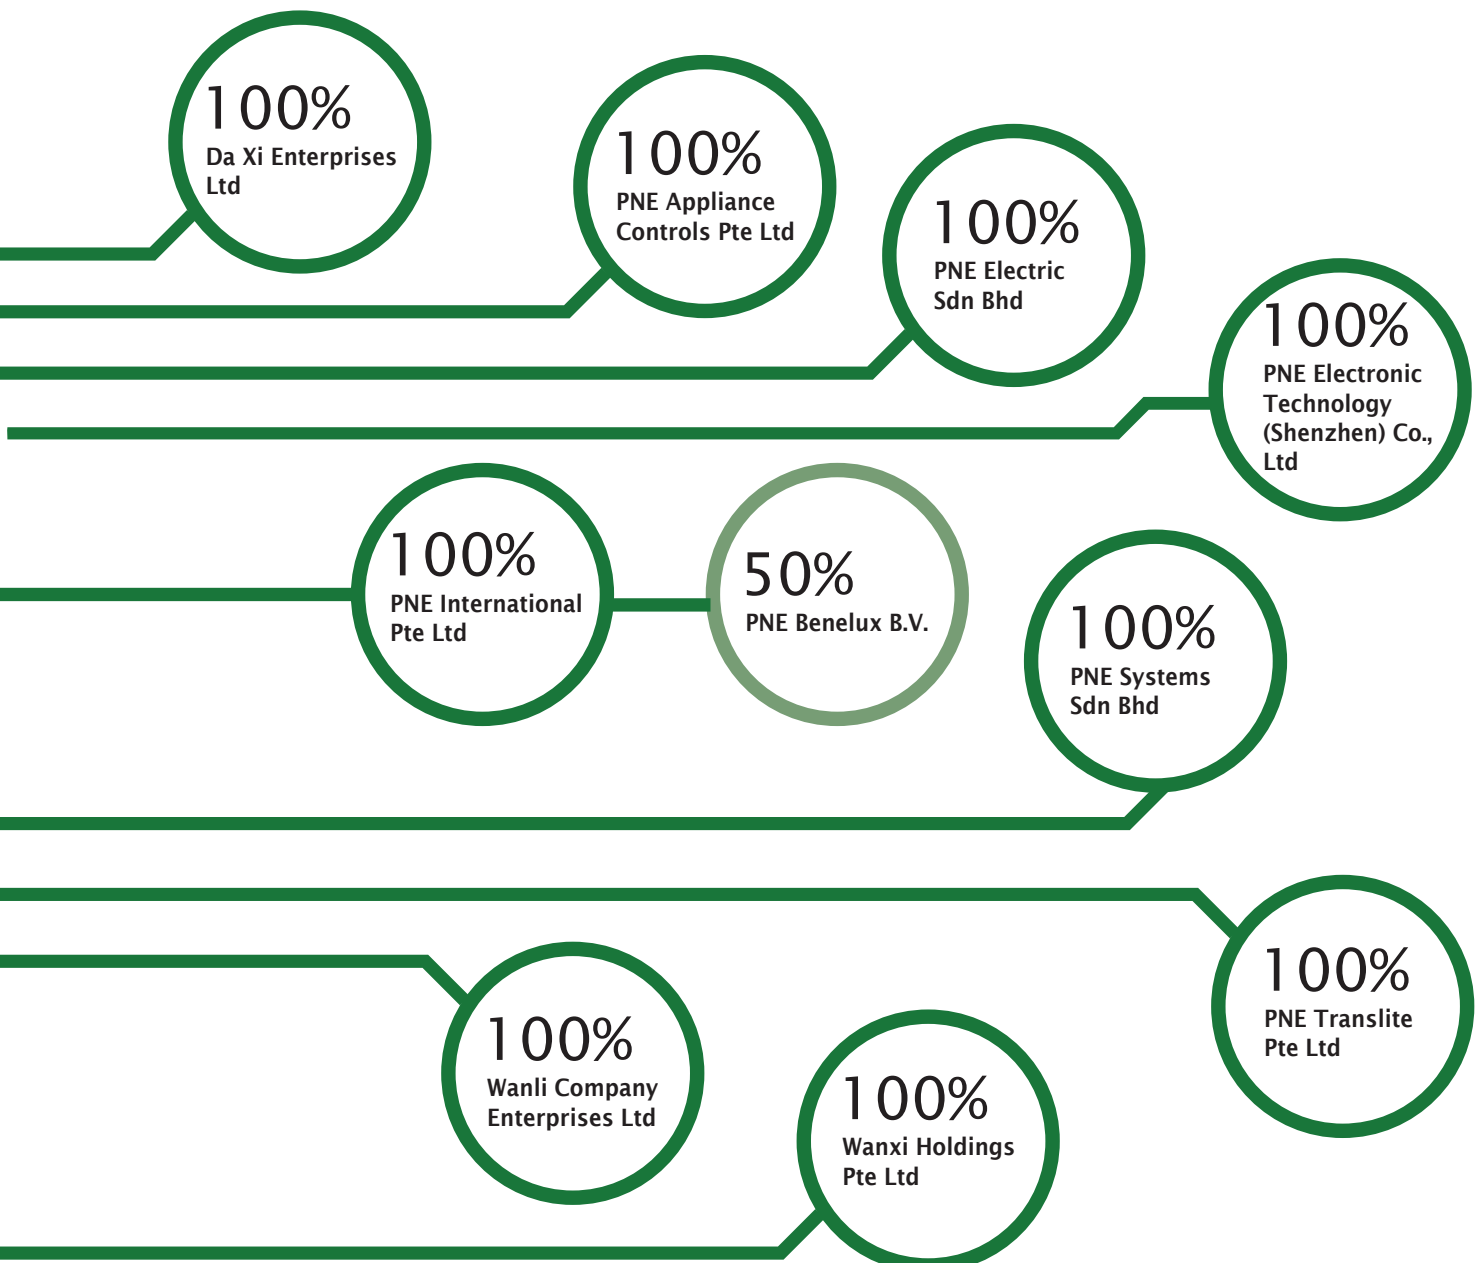 100%
Da Xi Enterprises
Ltd
100%
PNE Appliance
Controls Pte Ltd
100%
PNE Electric
Sdn Bhd
100%
PNE Electronic
Technology
(Shenzhen) Co.,
Ltd
100%
PNE International
Pte Ltd
50%
PNE Benelux B.V.
100%
PNE Systems
Sdn Bhd
100%
PNE Translite
Pte Ltd
100%
Wanli Company
Enterprises Ltd
100%
Wanxi Holdings
Pte Ltd